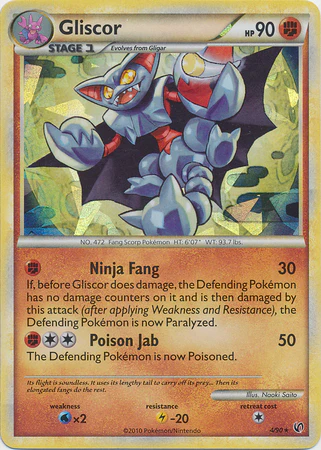 Gliscor HP 90
STAGE 1 Evolves from Gligar
NO. 472 Fang Scorp Pokémon HT: 6'07" WT: 93.7 lbs.
Ninja Fang 30
If, before Gliscor does damage, the Defending Pokémon
has no damage counters on it and is then damaged by
this attack (after applying Weakness and Resistance), the
Defending Pokémon is now Paralyzed.
Poison Jab 50
The Defending Pokémon is now Poisoned.
Its flight is soundless. It uses its lengthy tail to carry off its prey... Then its
elongated fangs do the rest.
weakness resistance retreat cost
×2 -20
Illus. Naoki Saito
©2010 Pokémon/Nintendo 4/90 ★